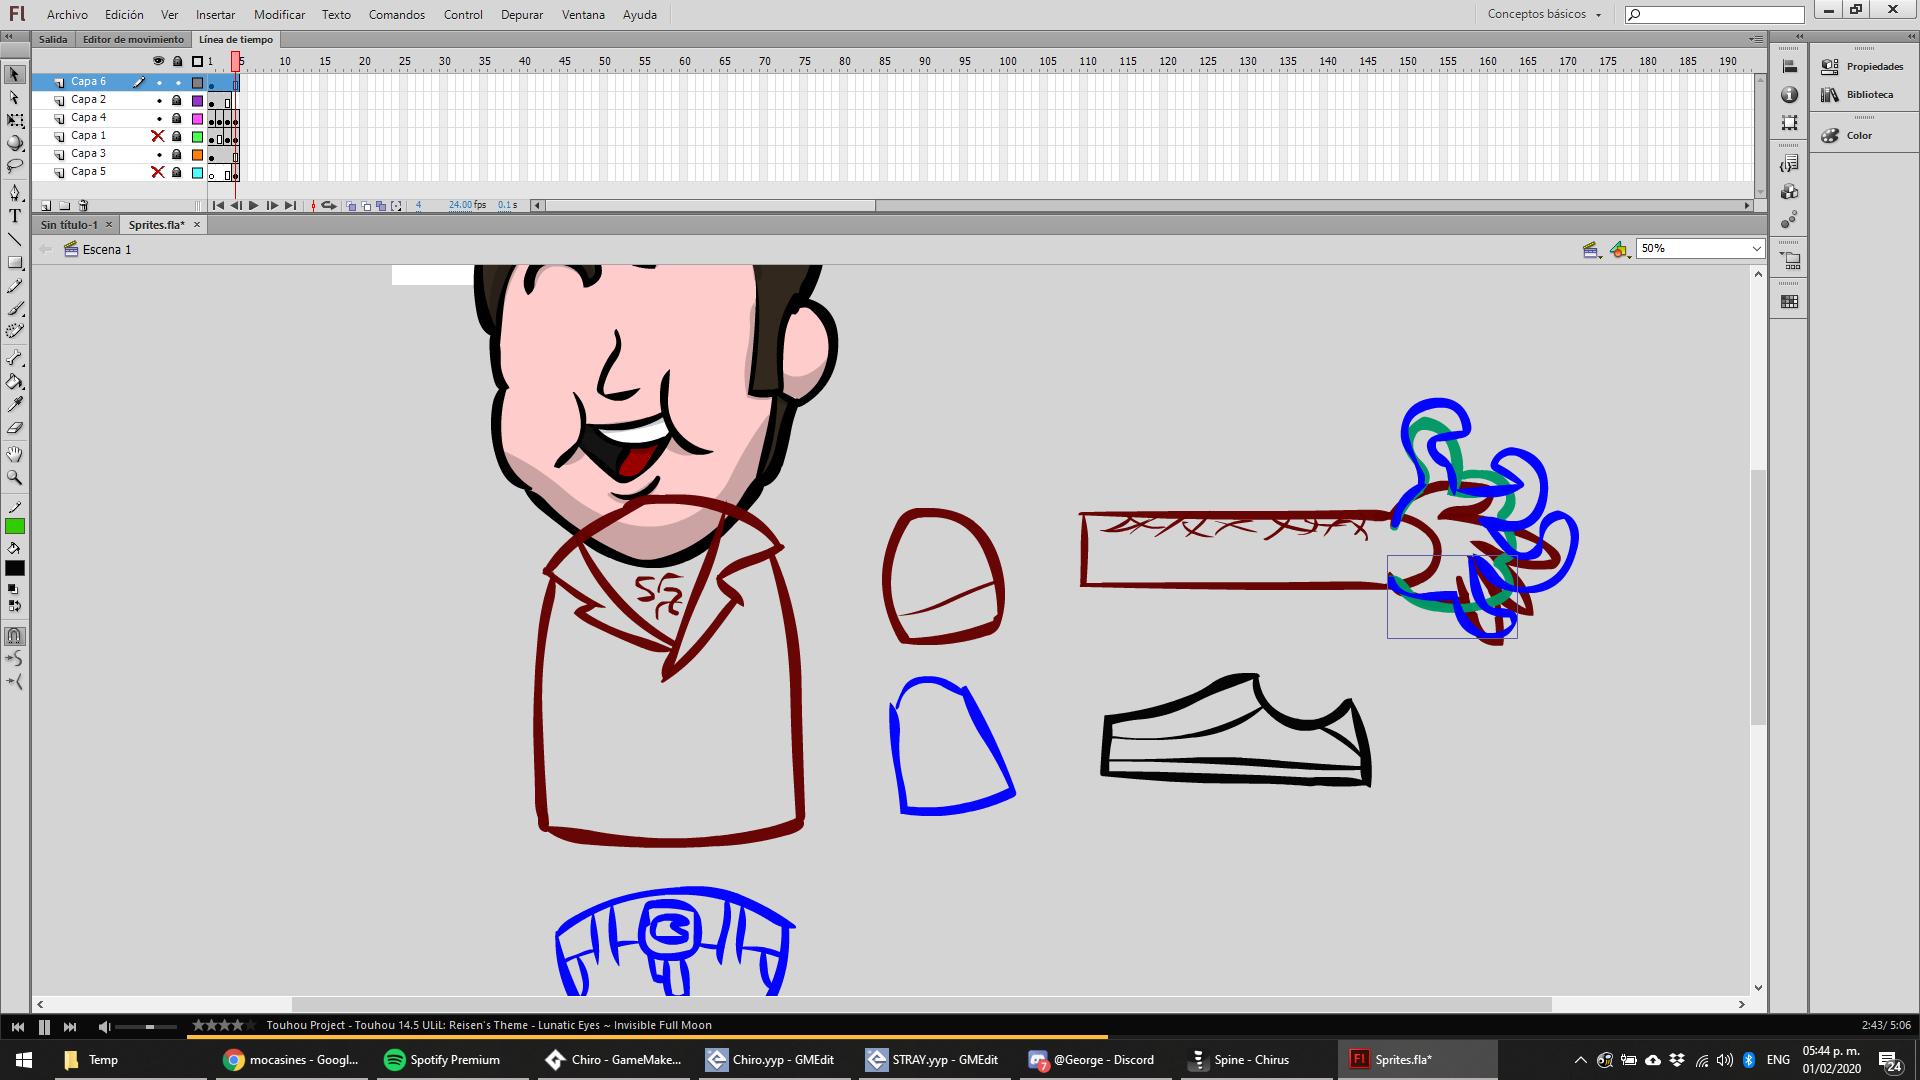 Fl Archivo Edición Ver Insertar Modificar Texto Comandos Control Depurar Ventana Ayuda Conceptos básicos
Salida Editor de movimiento Línea de tiempo
1 5 10 15 20 25 30 35 40 45 50 55 60 65 70 75 80 85 90 95 100 105 110 115 120 125 130 135 140 145 150 155 160 165 170 175 180 185 190
Capa 6
Capa 2
Capa 4
Capa 1
Capa 3
Capa 5
4 24.00 fps 0.1 s
Propiedades
Biblioteca
Color
Sin título-1 Sprites.fla*
Escena 1 50%
Touhou Project - Touhou 14.5 ULiL: Reisen's Theme - Lunatic Eyes ~ Invisible Full Moon 2:43/ 5:06
Temp mocasines - Googl... Spotify Premium Chiro - GameMake... Chiro.yyp - GMEdit STRAY.yyp - GMEdit 7 @George - Discord Spine - Chirus Fl Sprites.fla* ENG 05:44 p. m. 24
01/02/2020